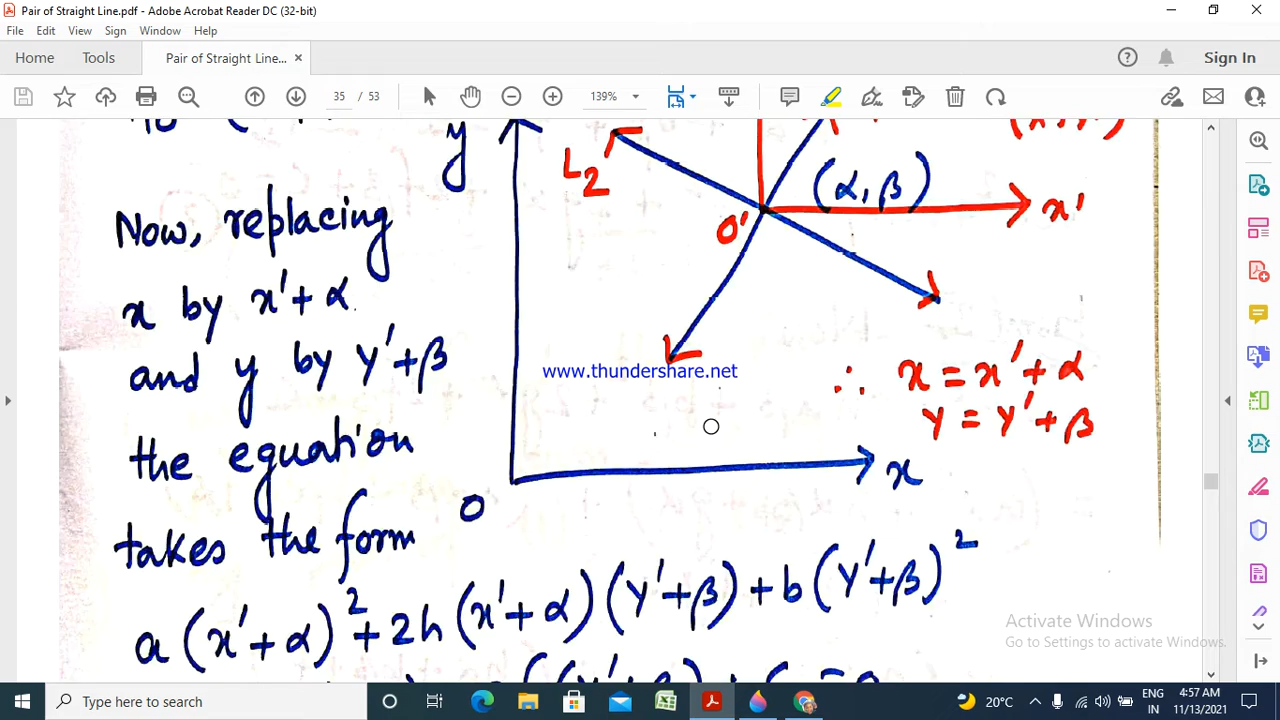 Pair of Straight Line.pdf - Adobe Acrobat Reader DC (32-bit)
File Edit View Sign Window Help
Home Tools Pair of Straight Line... × Sign In
35 / 53 139%
y
L2
(α, β)
O' x'
Now, replacing
x by x'+α
and y by Y'+β
www.thundershare.net
∴ x = x'+α
Y = Y'+β
the equation
x
O
takes the form
a(x'+α)²+2h(x'+α)(Y'+β)+b(Y'+β)²
Activate Windows
Go to Settings to activate Windows.
Type here to search
20°C
ENG
IN
4:57 AM
11/13/2021